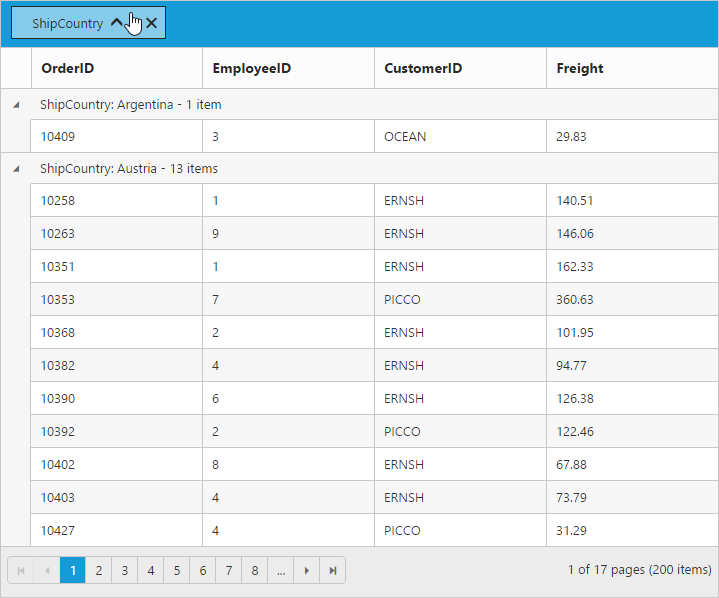 ShipCountry
OrderID EmployeeID CustomerID Freight
ShipCountry: Argentina - 1 item
10409 3 OCEAN 29.83
ShipCountry: Austria - 13 items
10258 1 ERNSH 140.51
10263 9 ERNSH 146.06
10351 1 ERNSH 162.33
10353 7 PICCO 360.63
10368 2 ERNSH 101.95
10382 4 ERNSH 94.77
10390 6 ERNSH 126.38
10392 2 PICCO 122.46
10402 8 ERNSH 67.88
10403 4 ERNSH 73.79
10427 4 PICCO 31.29
1 2 3 4 5 6 7 8 ... 1 of 17 pages (200 items)